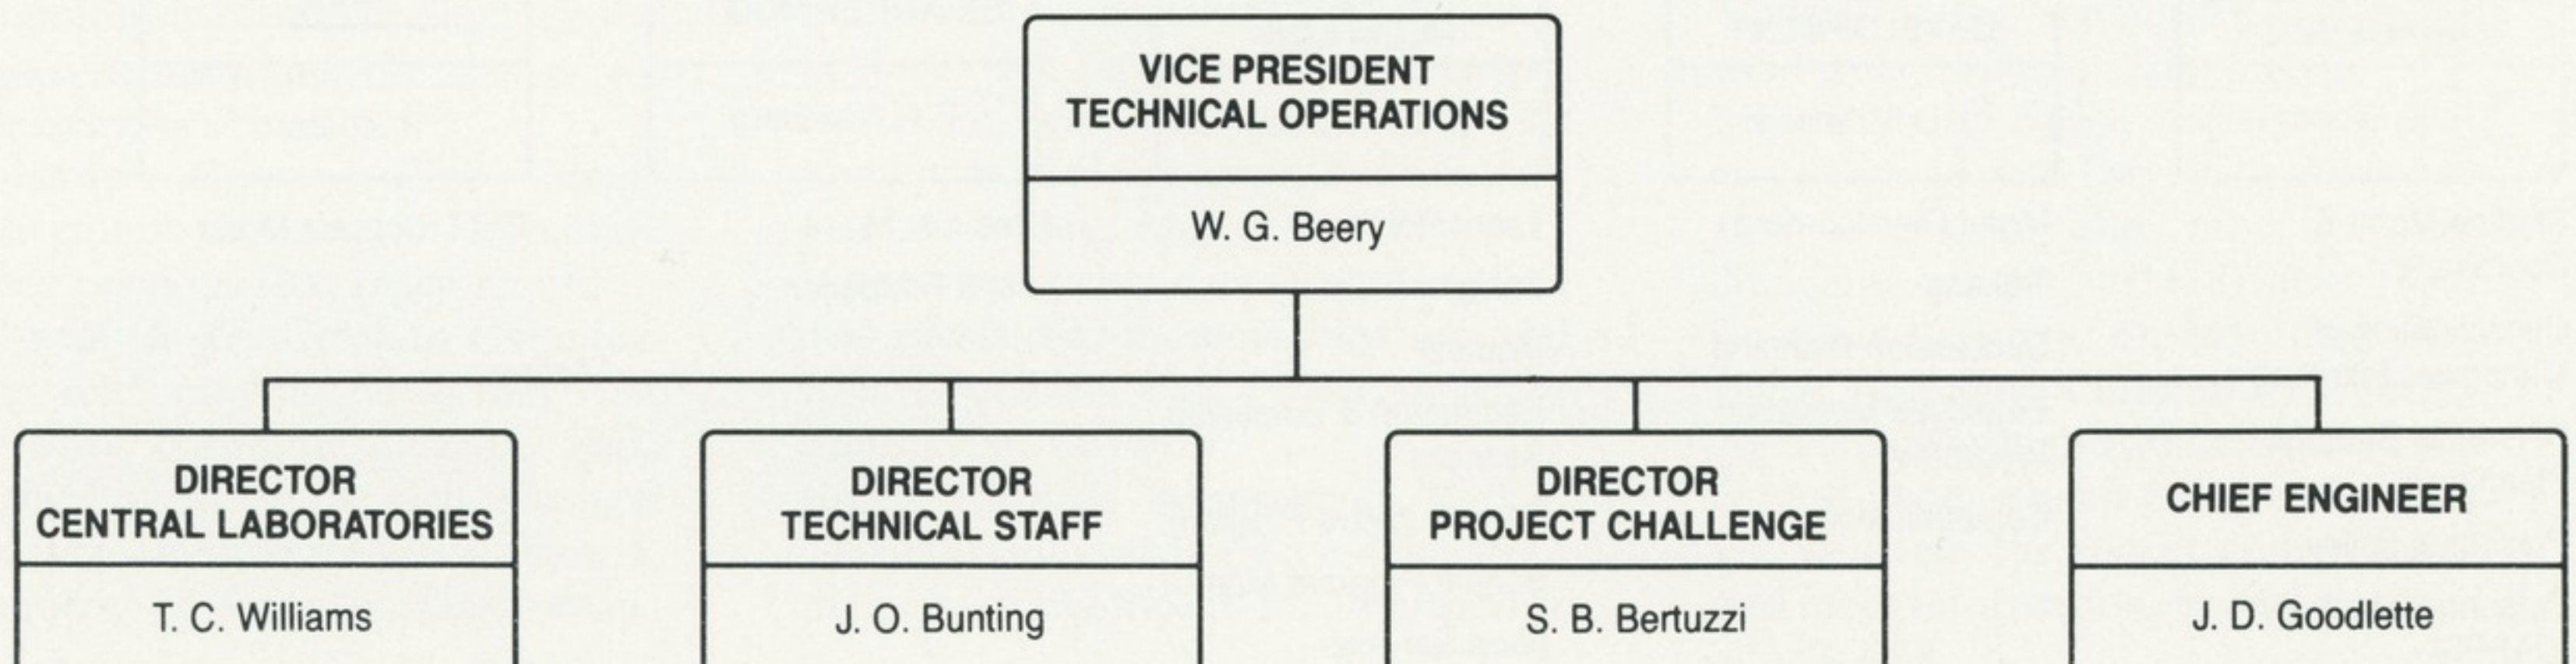 VICE PRESIDENT
TECHNICAL OPERATIONS
W. G. Beery
DIRECTOR
CENTRAL LABORATORIES
T. C. Williams
DIRECTOR
TECHNICAL STAFF
J. O. Bunting
DIRECTOR
PROJECT CHALLENGE
S. B. Bertuzzi
CHIEF ENGINEER
J. D. Goodlette